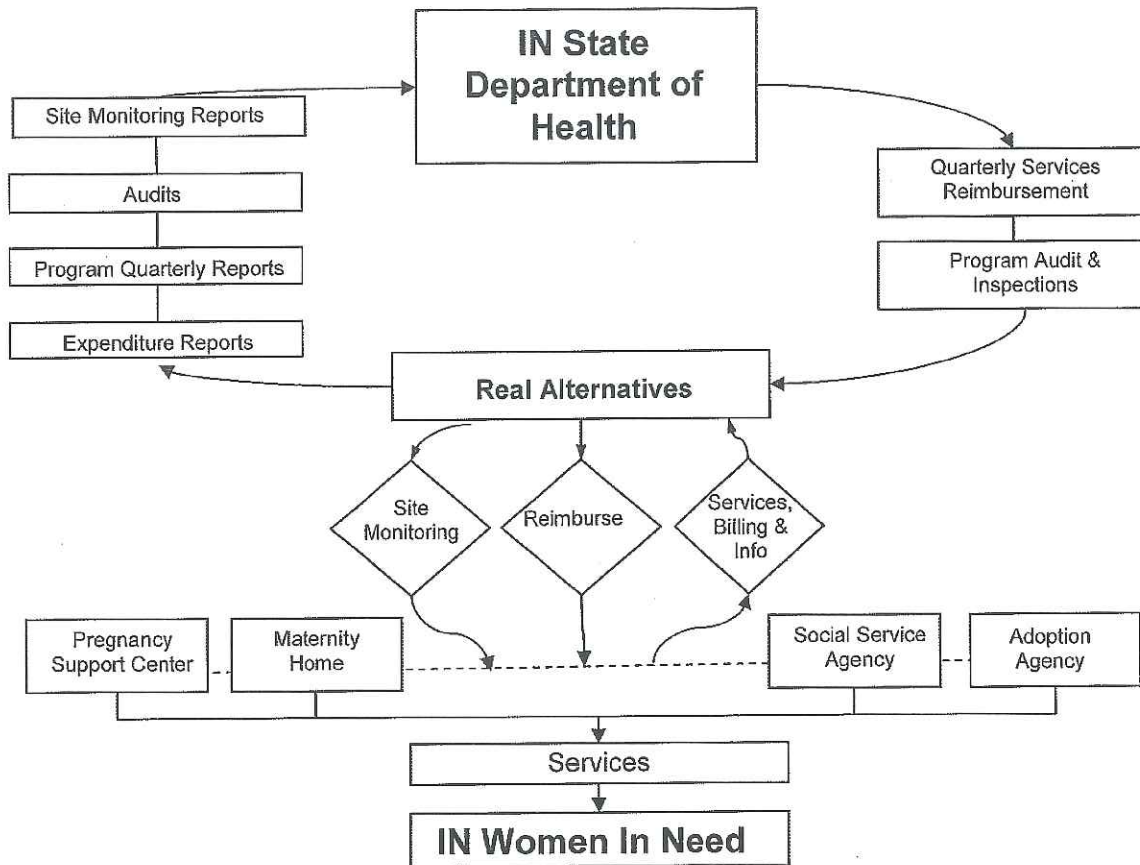 IN State
Department of
Health
Site Monitoring Reports
Audits
Program Quarterly Reports
Expenditure Reports
Quarterly Services
Reimbursement
Program Audit &
Inspections
Real Alternatives
Site
Monitoring
Reimburse
Services,
Billing &
Info
Pregnancy
Support Center
Maternity
Home
Social Service
Agency
Adoption
Agency
Services
IN Women In Need